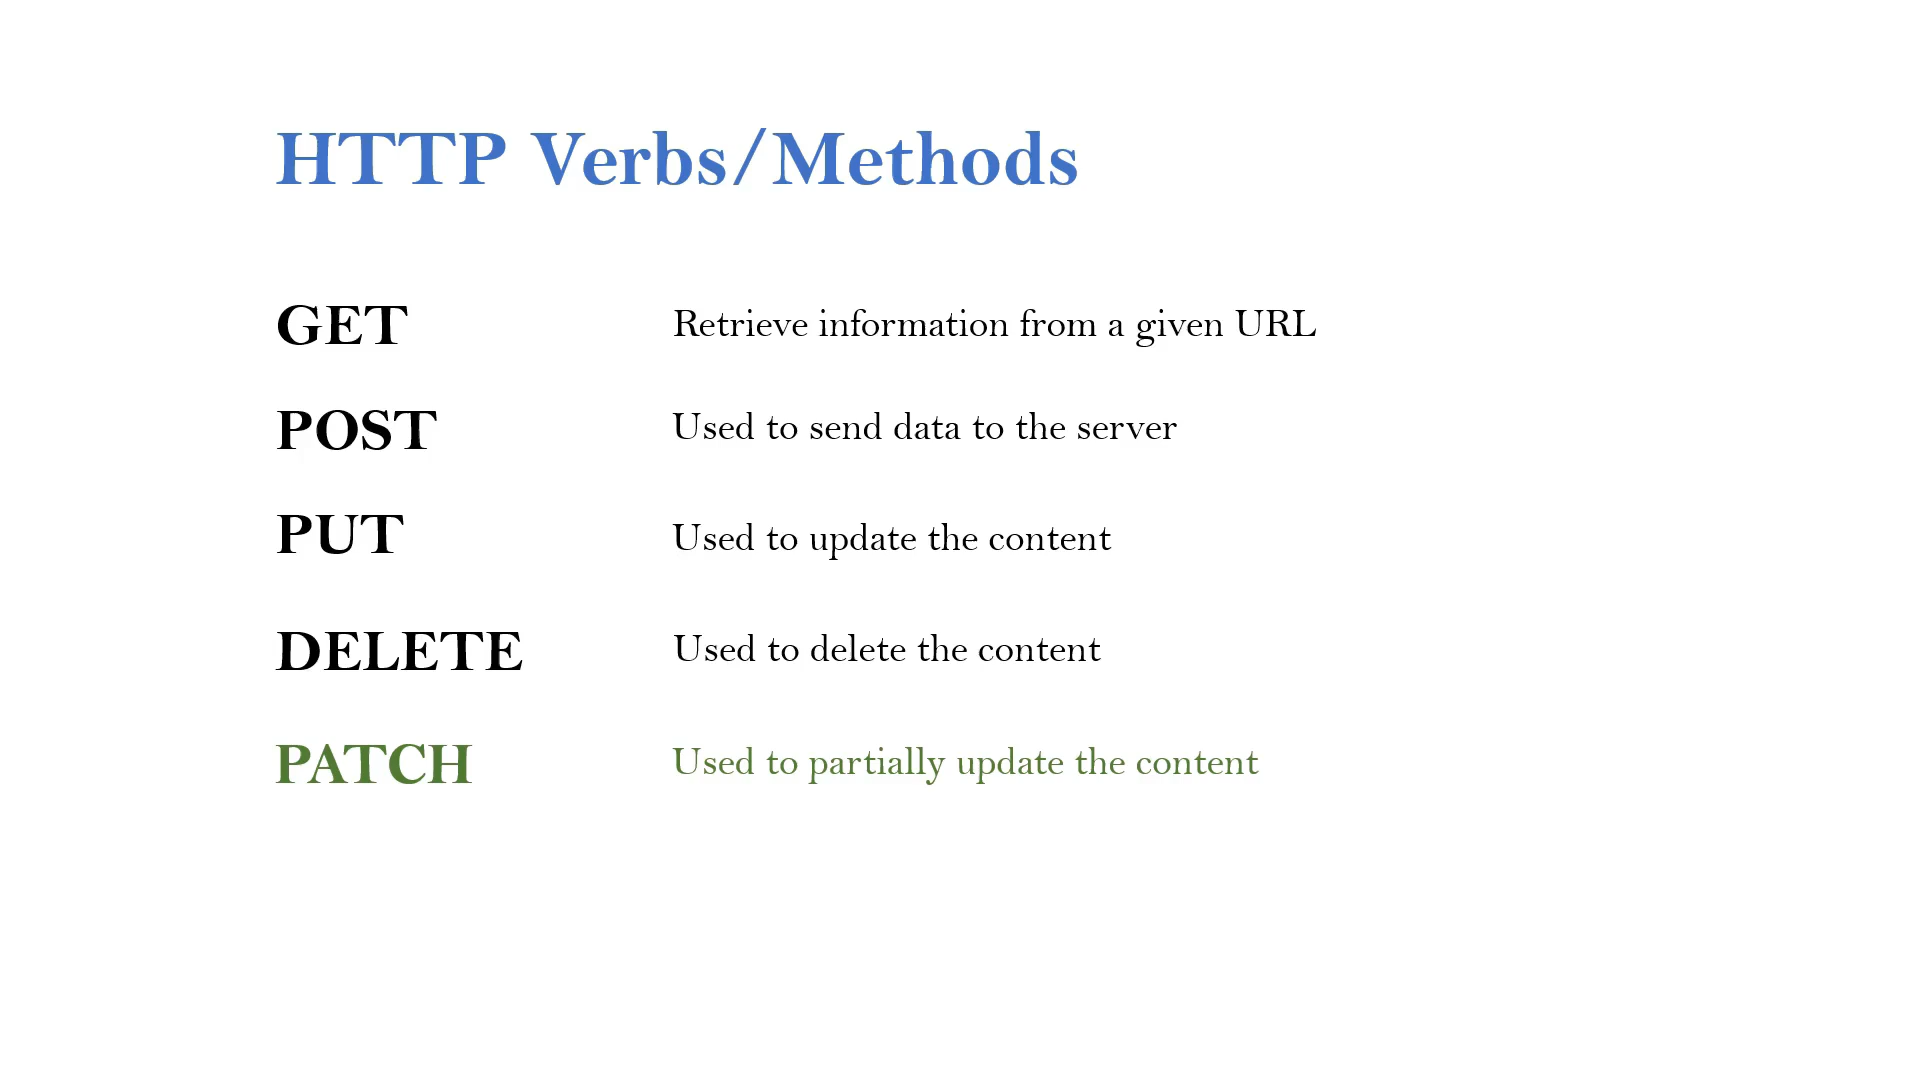 HTTP Verbs/Methods
GET Retrieve information from a given URL
POST Used to send data to the server
PUT Used to update the content
DELETE Used to delete the content
PATCH Used to partially update the content